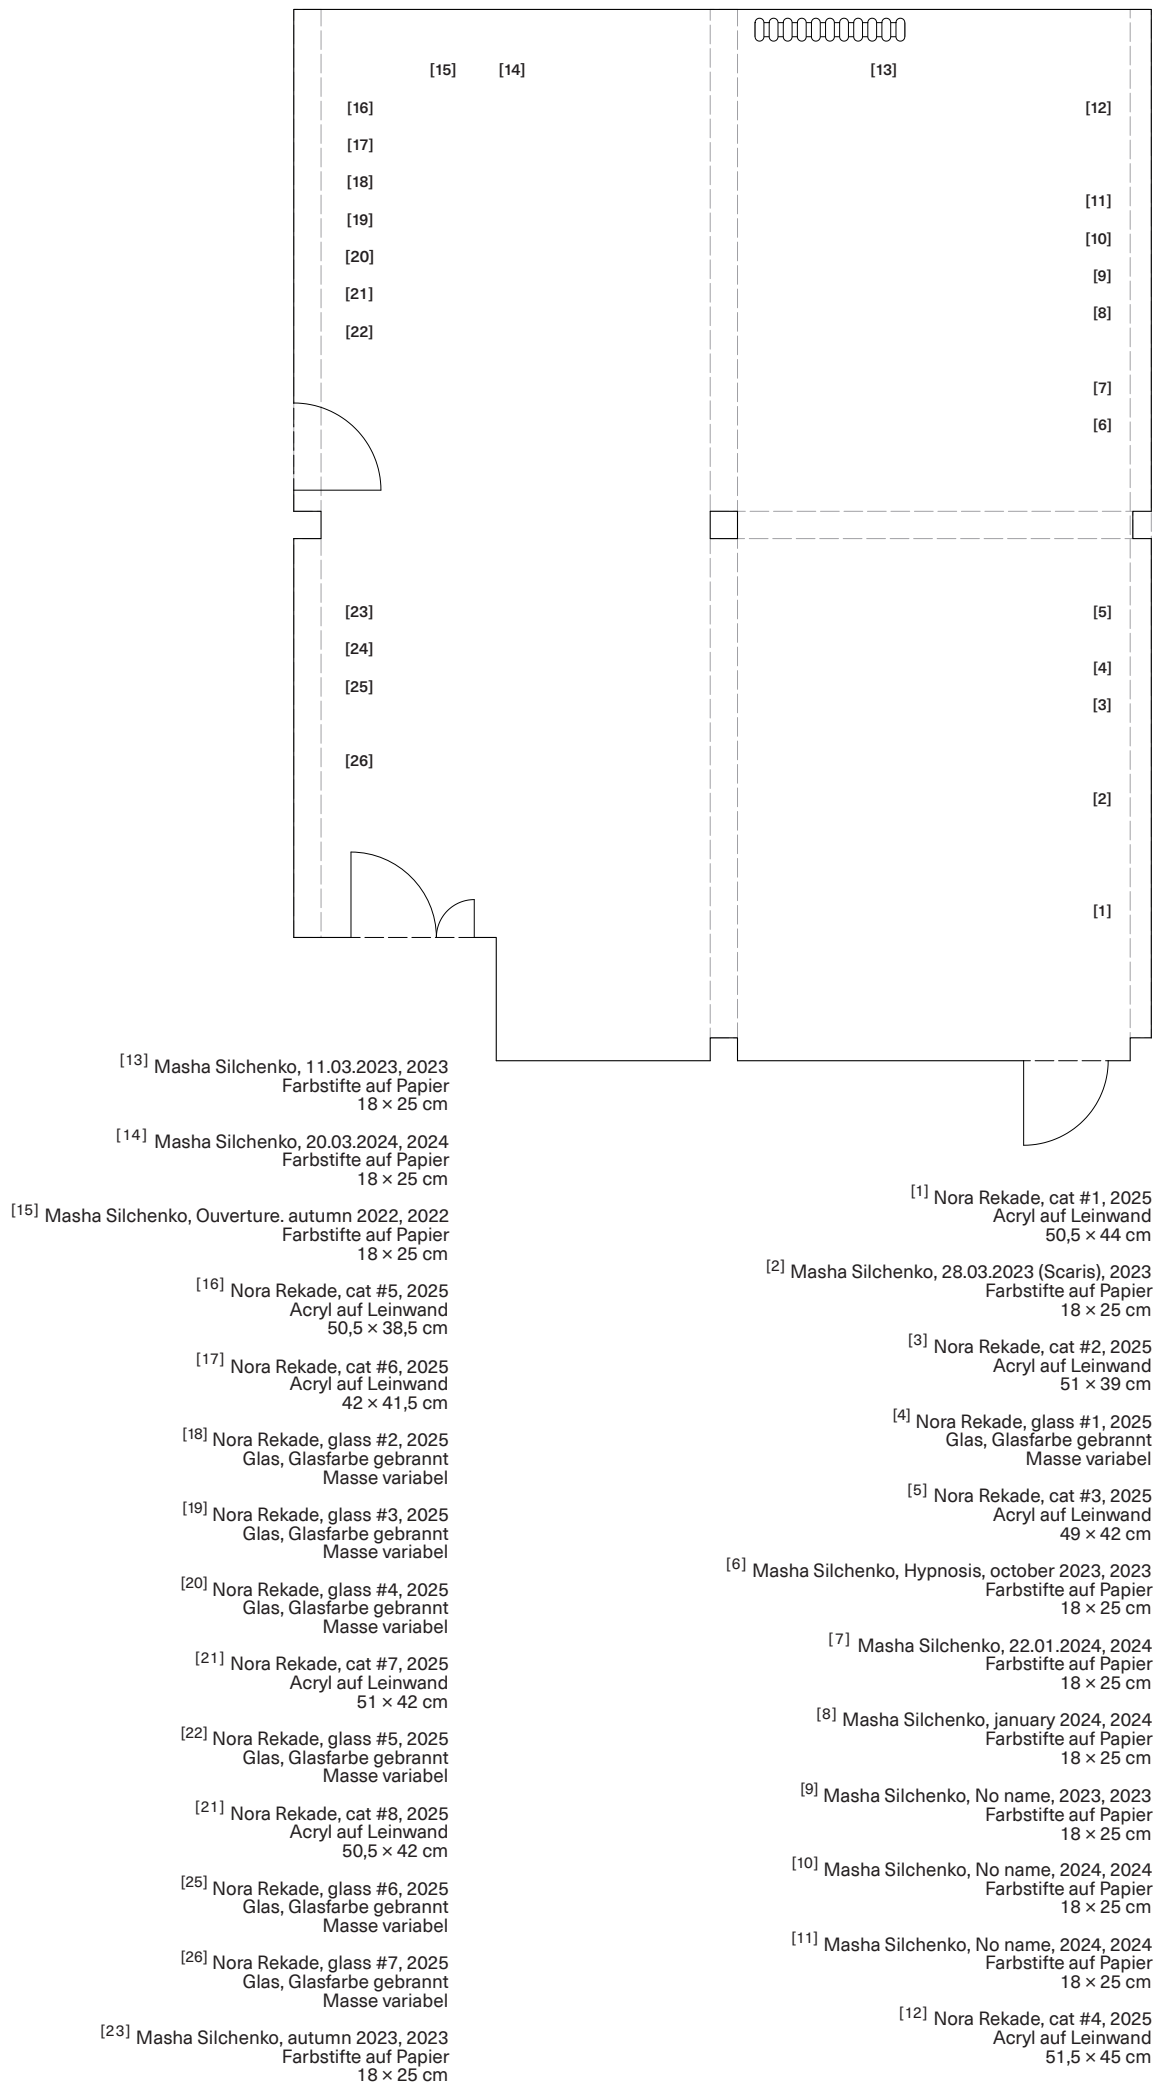 [15]
[14]
[13]
[16]
[12]
[17]
[18]
[11]
[19]
[10]
[20]
[9]
[21]
[8]
[22]
[7]
[6]
[23]
[5]
[24]
[4]
[25]
[3]
[26]
[2]
[1]
[13] Masha Silchenko, 11.03.2023, 2023
Farbstifte auf Papier
18 × 25 cm
[14] Masha Silchenko, 20.03.2024, 2024
Farbstifte auf Papier
18 × 25 cm
[15] Masha Silchenko, Ouverture. autumn 2022, 2022
Farbstifte auf Papier
18 × 25 cm
[16] Nora Rekade, cat #5, 2025
Acryl auf Leinwand
50,5 × 38,5 cm
[17] Nora Rekade, cat #6, 2025
Acryl auf Leinwand
42 × 41,5 cm
[18] Nora Rekade, glass #2, 2025
Glas, Glasfarbe gebrannt
Masse variabel
[19] Nora Rekade, glass #3, 2025
Glas, Glasfarbe gebrannt
Masse variabel
[20] Nora Rekade, glass #4, 2025
Glas, Glasfarbe gebrannt
Masse variabel
[21] Nora Rekade, cat #7, 2025
Acryl auf Leinwand
51 × 42 cm
[22] Nora Rekade, glass #5, 2025
Glas, Glasfarbe gebrannt
Masse variabel
[21] Nora Rekade, cat #8, 2025
Acryl auf Leinwand
50,5 × 42 cm
[25] Nora Rekade, glass #6, 2025
Glas, Glasfarbe gebrannt
Masse variabel
[26] Nora Rekade, glass #7, 2025
Glas, Glasfarbe gebrannt
Masse variabel
[23] Masha Silchenko, autumn 2023, 2023
Farbstifte auf Papier
18 × 25 cm
[1] Nora Rekade, cat #1, 2025
Acryl auf Leinwand
50,5 × 44 cm
[2] Masha Silchenko, 28.03.2023 (Scaris), 2023
Farbstifte auf Papier
18 × 25 cm
[3] Nora Rekade, cat #2, 2025
Acryl auf Leinwand
51 × 39 cm
[4] Nora Rekade, glass #1, 2025
Glas, Glasfarbe gebrannt
Masse variabel
[5] Nora Rekade, cat #3, 2025
Acryl auf Leinwand
49 × 42 cm
[6] Masha Silchenko, Hypnosis, october 2023, 2023
Farbstifte auf Papier
18 × 25 cm
[7] Masha Silchenko, 22.01.2024, 2024
Farbstifte auf Papier
18 × 25 cm
[8] Masha Silchenko, january 2024, 2024
Farbstifte auf Papier
18 × 25 cm
[9] Masha Silchenko, No name, 2023, 2023
Farbstifte auf Papier
18 × 25 cm
[10] Masha Silchenko, No name, 2024, 2024
Farbstifte auf Papier
18 × 25 cm
[11] Masha Silchenko, No name, 2024, 2024
Farbstifte auf Papier
18 × 25 cm
[12] Nora Rekade, cat #4, 2025
Acryl auf Leinwand
51,5 × 45 cm